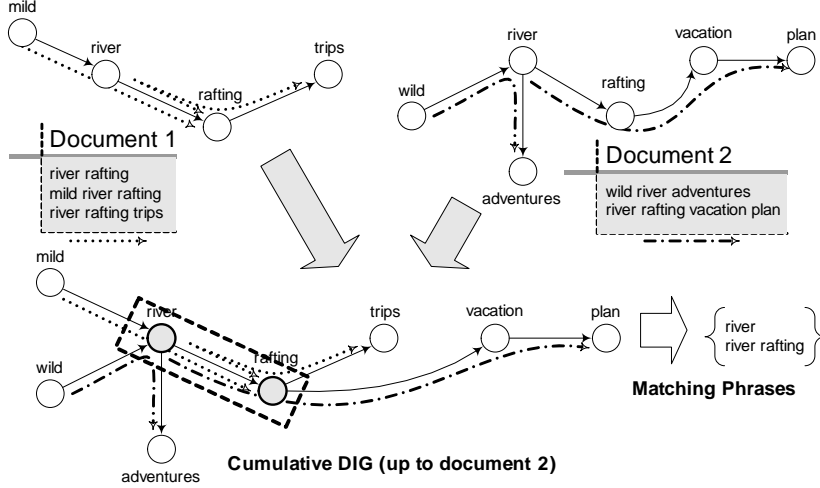 mild
river
rafting
trips
Document 1
river rafting
mild river rafting
river rafting trips
river
vacation
plan
wild
rafting
adventures
Document 2
wild river adventures
river rafting vacation plan
mild
river
trips
vacation
plan
wild
rafting
adventures
river
river rafting
Matching Phrases
Cumulative DIG (up to document 2)